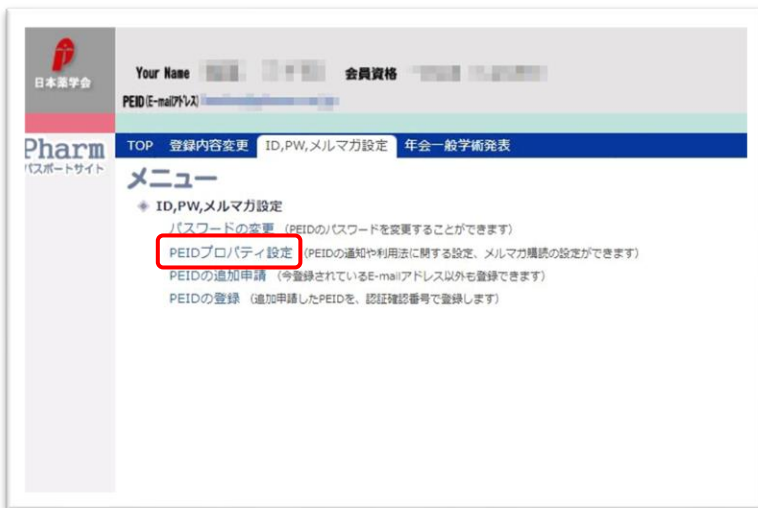 日本薬学会
Your Name
会員資格
PEID(E-mailアドレス)
Pharm
パスポートサイト
TOP 登録内容変更 ID,PW,メルマガ設定 年会一般学術発表
メニュー
ID,PW,メルマガ設定
パスワードの変更 (PEIDのパスワードを変更することができます)
PEIDプロパティ設定 (PEIDの通知や利用法に関する設定、メルマガ購読の設定ができます)
PEIDの追加申請 (今登録されているE-mailアドレス以外も登録できます)
PEIDの登録 (追加申請したPEIDを、認証確認番号で登録します)